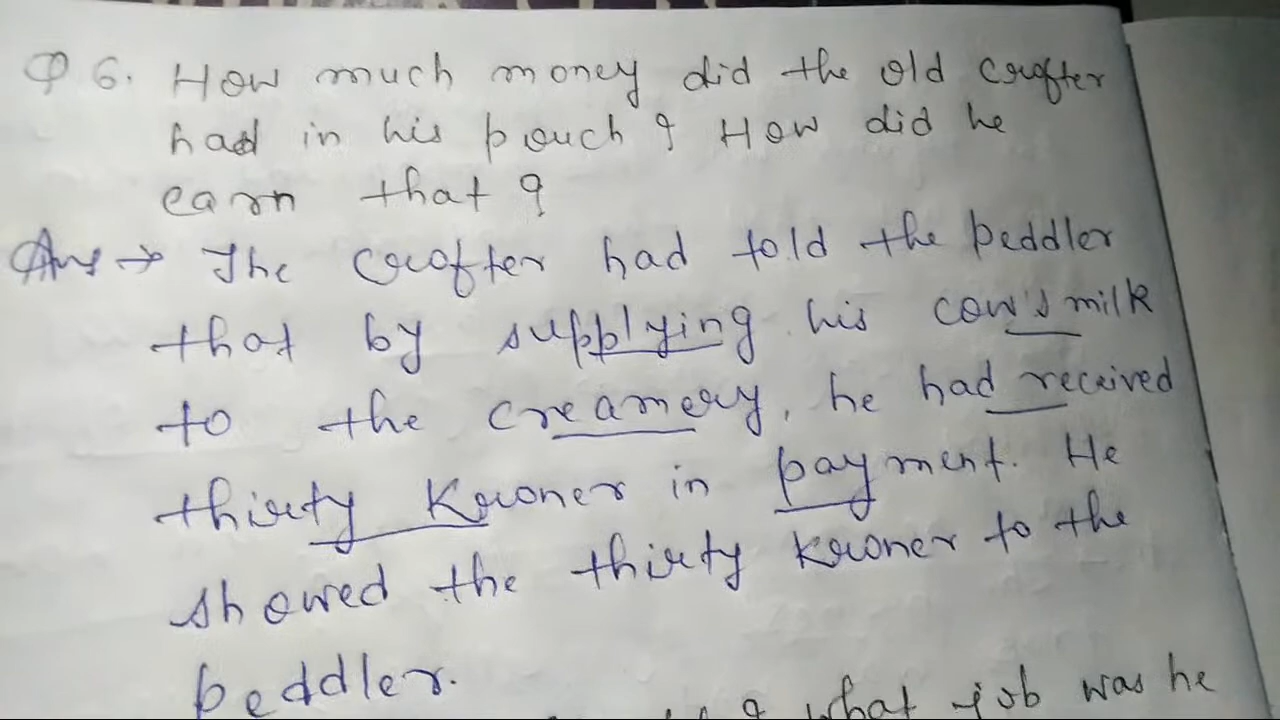 Q 6. How much money did the old crofter
had in his pouch? How did he
earn that?
Ans → The crofter had told the peddler
that by supplying his cow's milk
to the creamery, he had received
thirty Kroner in payment. He
showed the thirty kroner to the
peddler.
? what job was he